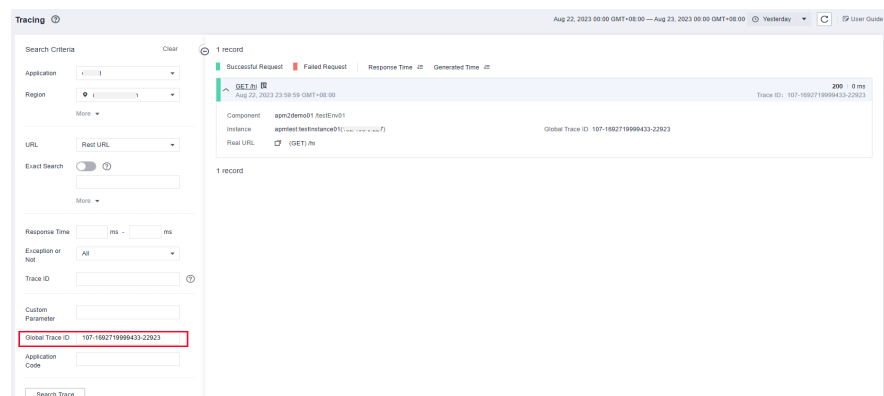 Tracing
Aug 22, 2023 00:00 GMT+08:00 — Aug 23, 2023 00:00 GMT+08:00
Yesterday
User Guide
Search Criteria
Clear
Application
Region
More
URL
Rest URL
Exact Search
More
Response Time
ms -
ms
Exception or
Not
All
Trace ID
Custom
Parameter
Global Trace ID
107-1692719999433-22923
Application
Code
Search Trace
1 record
Successful Request
Failed Request
Response Time
Generated Time
GET /hi
200
0 ms
Aug 22, 2023 23:59:59 GMT+08:00
Trace ID: 107-1692719999433-22923
Component
apm2demo01 /testEnv01
Instance
apmtest:testInstance01(
Global Trace ID 107-1692719999433-22923
Real URL
(GET) /hi
1 record